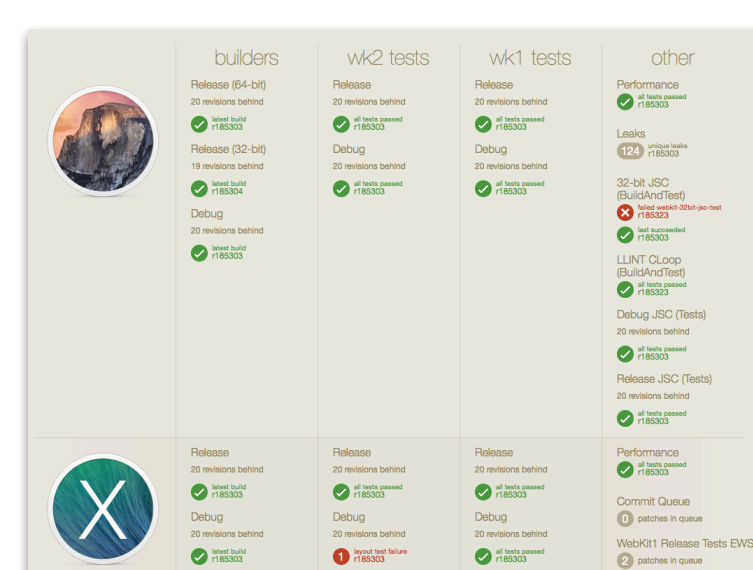 builders
wk2 tests
wk1 tests
other
Release (64-bit)
20 revisions behind
latest build
r185303
Release (32-bit)
19 revisions behind
latest build
r185304
Debug
20 revisions behind
latest build
r185303
Release
20 revisions behind
all tests passed
r185303
Debug
20 revisions behind
all tests passed
r185303
Release
20 revisions behind
all tests passed
r185303
Debug
20 revisions behind
all tests passed
r185303
Performance
all tests passed
r185303
Leaks
124
unique leaks
r185303
32-bit JSC
(BuildAndTest)
failed webkit-32bit-jsc-test
r185323
last succeeded
r185303
LLINT CLoop
(BuildAndTest)
all tests passed
r185323
Debug JSC (Tests)
20 revisions behind
all tests passed
r185303
Release JSC (Tests)
20 revisions behind
all tests passed
r185303
X
Release
20 revisions behind
latest build
r185303
Debug
20 revisions behind
latest build
r185303
Release
20 revisions behind
all tests passed
r185303
Debug
20 revisions behind
1
layout test failure
r185303
Release
20 revisions behind
all tests passed
r185303
Debug
20 revisions behind
all tests passed
r185303
Performance
all tests passed
r185303
Commit Queue
0 patches in queue
WebKit1 Release Tests EWS
2 patches in queue